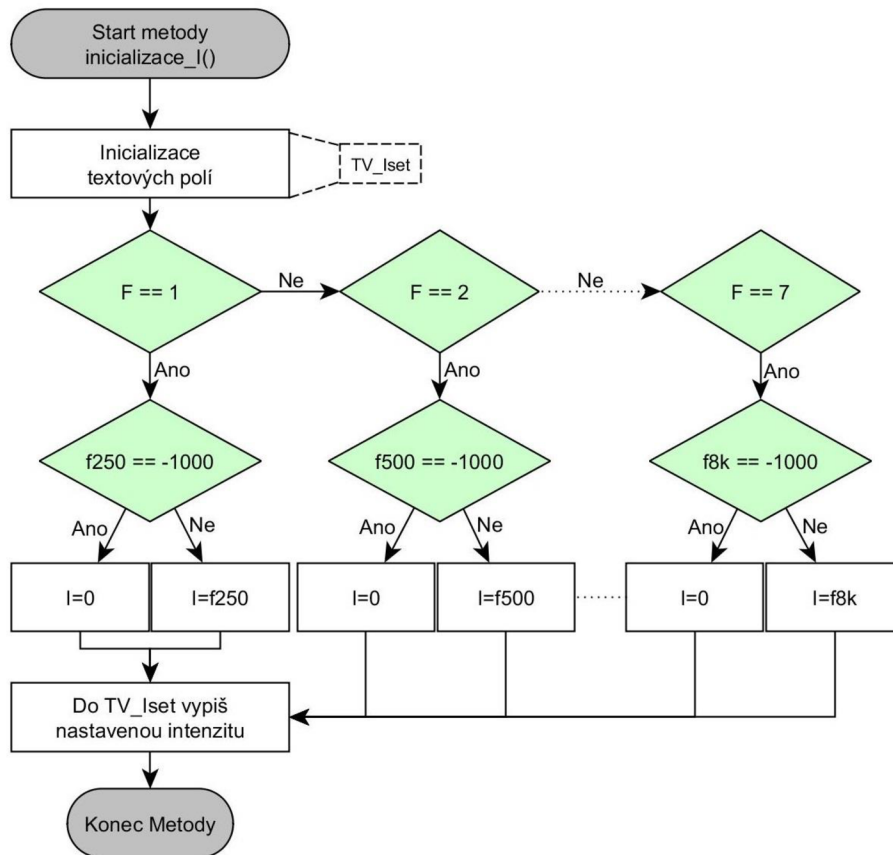 Start metody
inicializace_I()
Inicializace
textových polí
TV_Iset
F == 1
Ne
F == 2
Ne
F == 7
Ano
Ano
Ano
f250 == -1000
f500 == -1000
f8k == -1000
Ano
Ne
Ano
Ne
Ano
Ne
I=0
I=f250
I=0
I=f500
I=0
I=f8k
Do TV_Iset vypiš
nastavenou intenzitu
Konec Metody